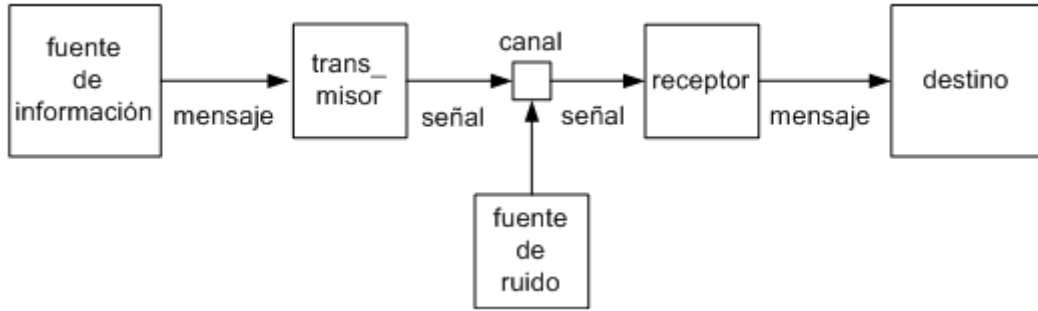 fuente
de
información
mensaje
trans_
misor
señal
canal
señal
receptor
mensaje
destino
fuente
de
ruido